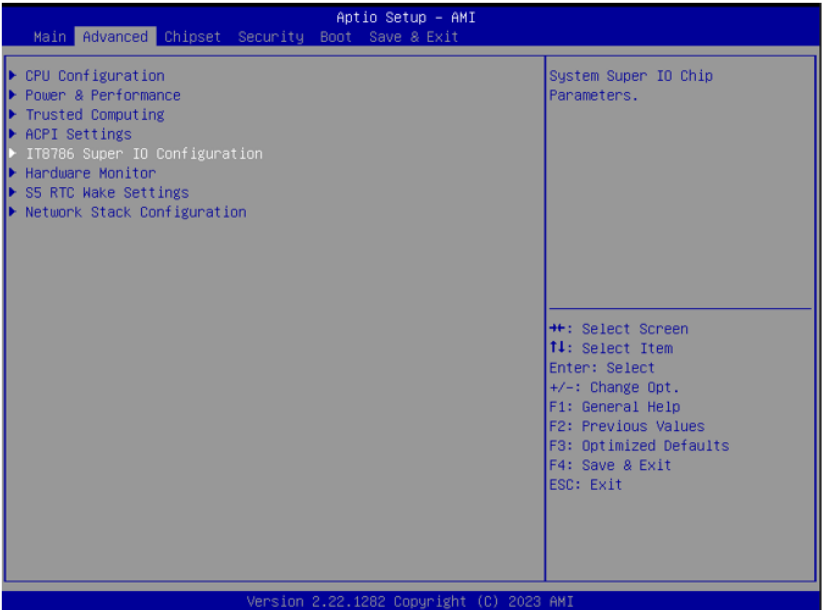 Aptio Setup – AMI
Main Advanced Chipset Security Boot Save & Exit
▶ CPU Configuration
▶ Power & Performance
▶ Trusted Computing
▶ ACPI Settings
▶ IT8786 Super IO Configuration
▶ Hardware Monitor
▶ S5 RTC Wake Settings
▶ Network Stack Configuration
System Super IO Chip
Parameters.
→←: Select Screen
↑↓: Select Item
Enter: Select
+/-: Change Opt.
F1: General Help
F2: Previous Values
F3: Optimized Defaults
F4: Save & Exit
ESC: Exit
Version 2.22.1282 Copyright (C) 2023 AMI